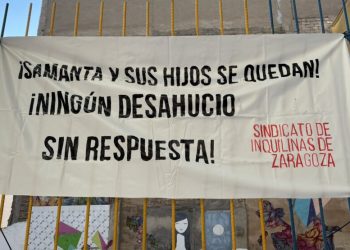 ¡SAMANTA Y SUS HIJOS SE QUEDAN!
¡NINGÚN DESAHUCIO
SIN RESPUESTA!
SINDICATO DE
INQUILINAS DE
ZARAGOZA